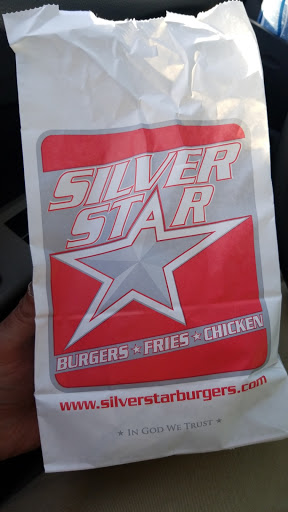 SILVER
STAR
BURGERS ★ FRIES ★ CHICKEN
www.silverstarburgers.com
★ IN GOD WE TRUST ★